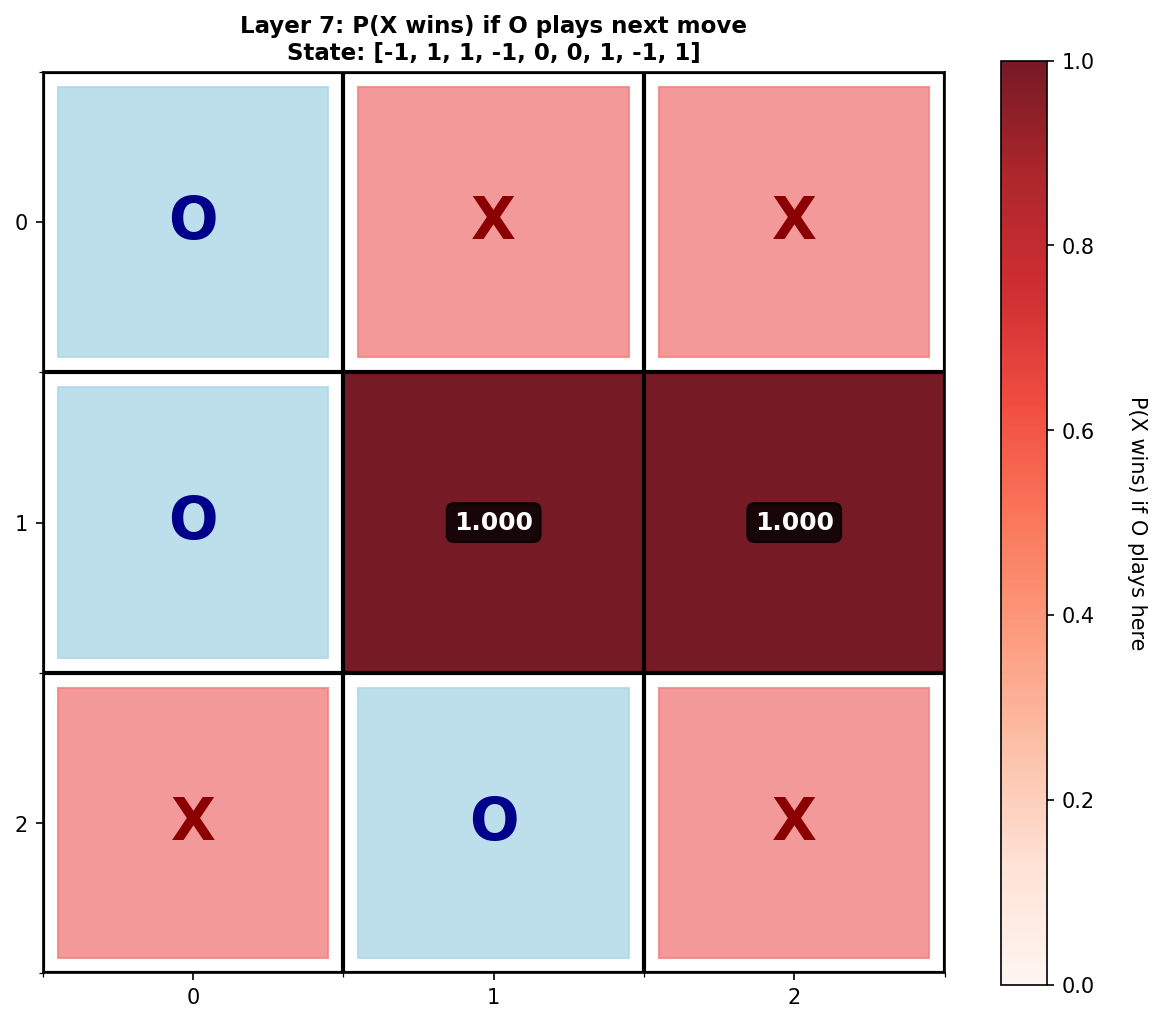 Layer 7: P(X wins) if O plays next move
State: [-1, 1, 1, -1, 0, 0, 1, -1, 1]
0
O
X
X
1
O
1.000
1.000
2
X
O
X
0
1
2
1.0
0.8
0.6
0.4
0.2
0.0
P(X wins) if O plays here